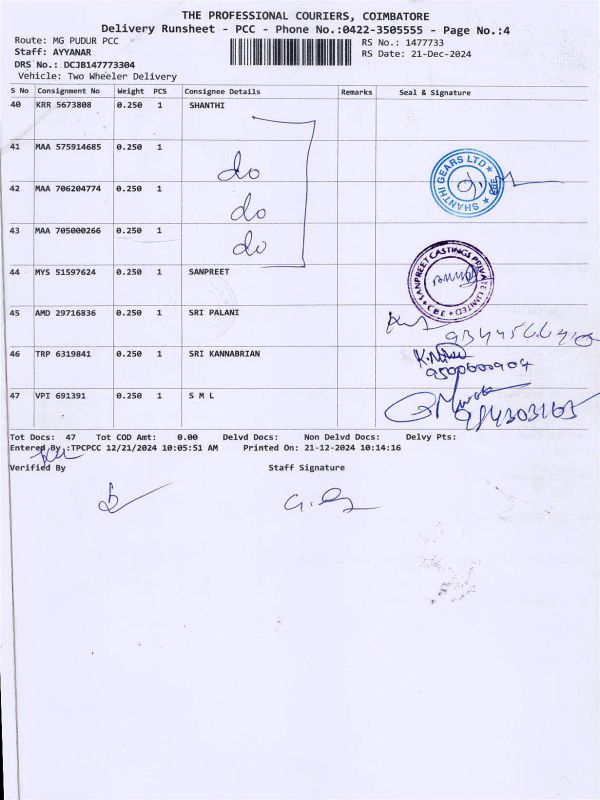 THE PROFESSIONAL COURIERS, COIMBATORE
Delivery Runsheet - PCC - Phone No.:0422-3505555 - Page No.:4
Route: MG PUDUR PCC
RS No.: 1477733
Staff: AYYANAR
RS Date: 21-Dec-2024
DRS No.: DCJB147773304
Vehicle: Two Wheeler Delivery
S No Consignment No Weight PCS Consignee Details Remarks Seal & Signature
40 KRR 5673808 0.250 1 SHANTHI
41 MAA 575914685 0.250 1
do
SHANTHI GEARS LTD CBE
42 MAA 706204774 0.250 1
do
43 MAA 705000266 0.250 1
do
44 MYS 51597624 0.250 1 SANPREET
SANPREET CASTINGS PRIVATE LIMITED CBE
45 AMD 29716836 0.250 1 SRI PALANI
46 TRP 6319841 0.250 1 SRI KANNABRIAN
9500600907
47 VPI 691391 0.250 1 S M L
Tot Docs: 47 Tot COD Amt: 0.00 Delvd Docs: Non Delvd Docs: Delvy Pts:
Entered By :TPCPCC 12/21/2024 10:05:51 AM Printed On: 21-12-2024 10:14:16
Verified By Staff Signature